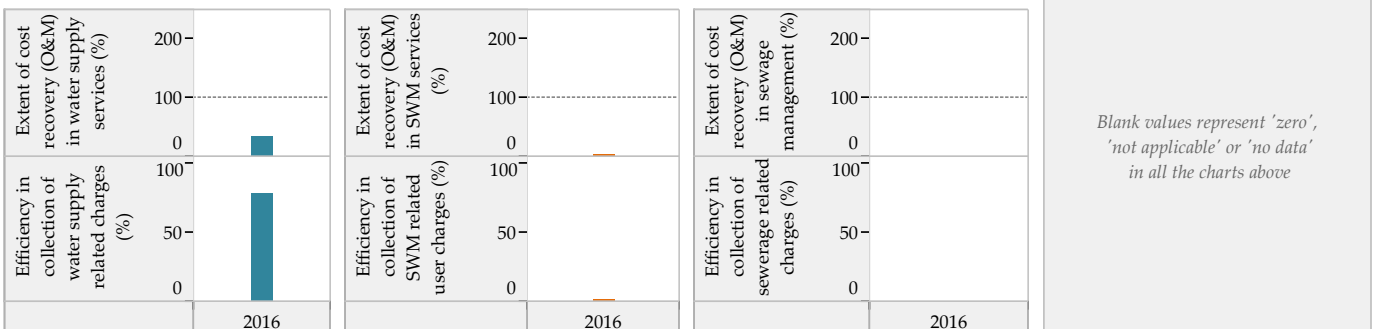 Extent of cost
recovery (O&M)
in water supply
services (%)
200
100
0
Efficiency in
collection of
water supply
related charges
(%)
100
50
0
2016
Extent of cost
recovery (O&M)
in SWM services
(%)
200
100
0
Efficiency in
collection of
SWM related
user charges (%)
100
50
0
2016
Extent of cost
recovery (O&M)
in sewage
management (%)
200
100
0
Efficiency in
collection of
sewerage related
charges (%)
100
50
0
2016
Blank values represent 'zero',
'not applicable' or 'no data'
in all the charts above